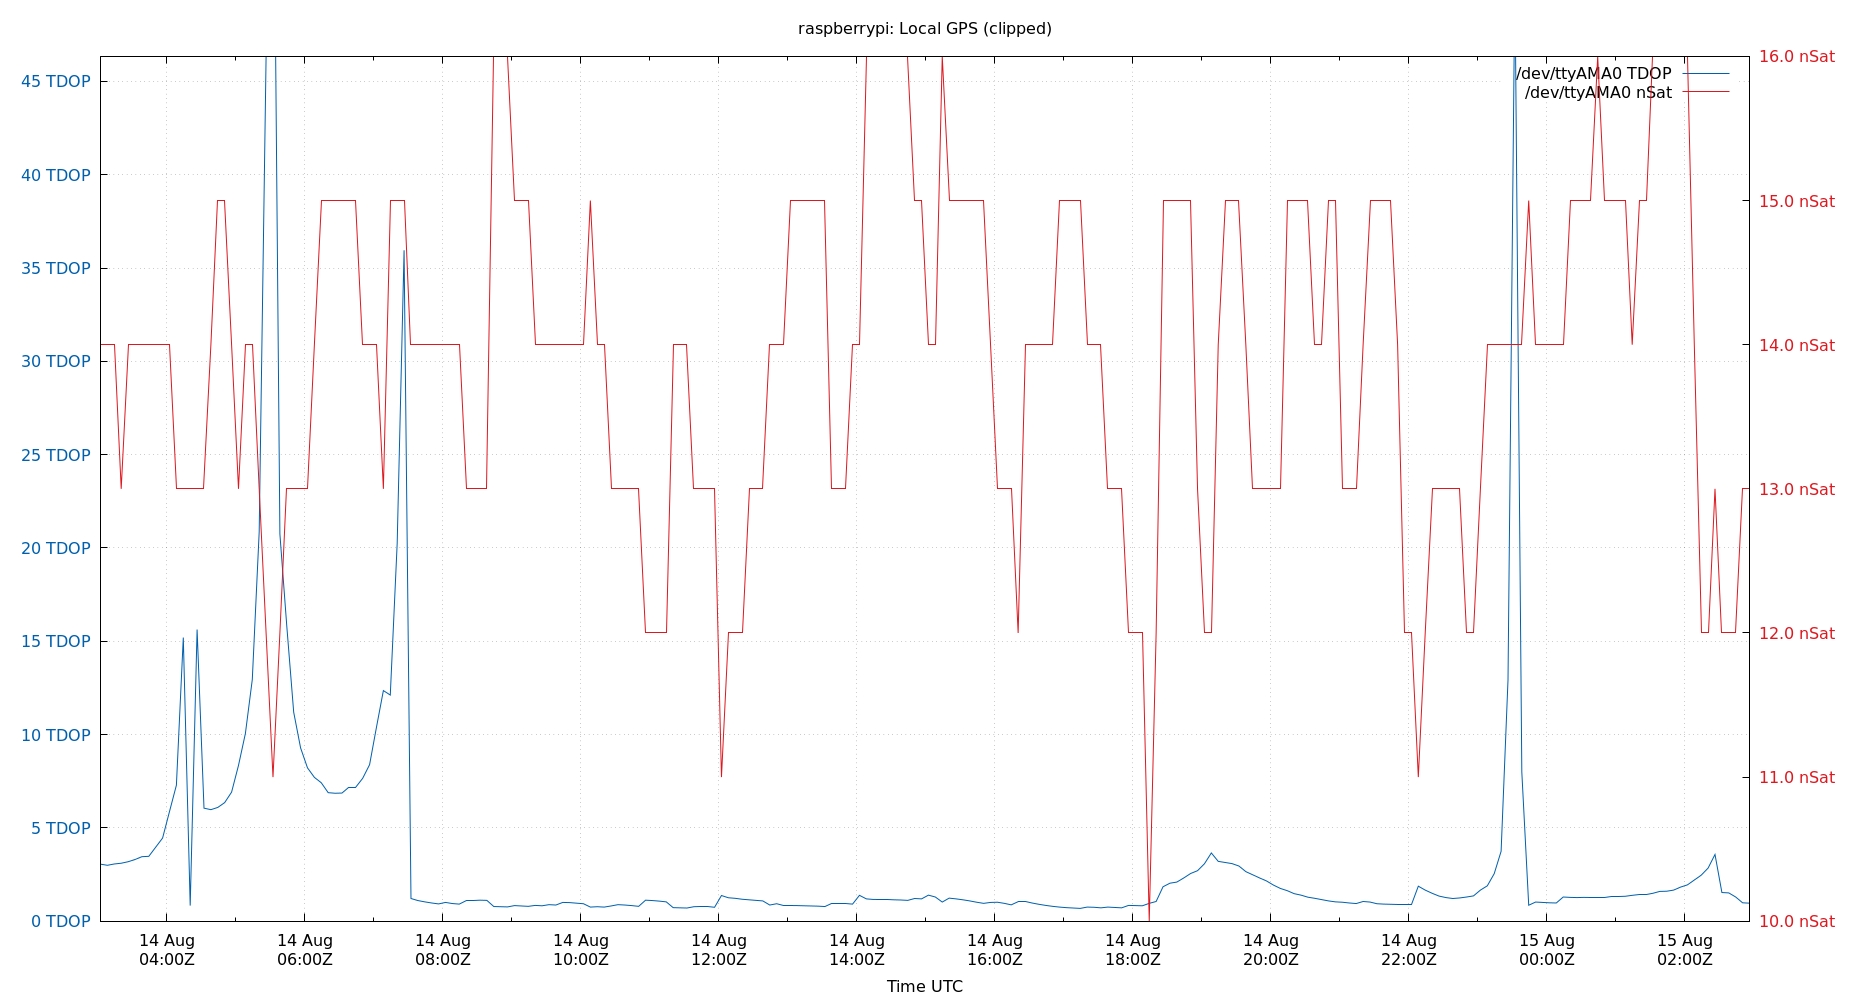 raspberrypi: Local GPS (clipped)
45 TDOP
40 TDOP
35 TDOP
30 TDOP
25 TDOP
20 TDOP
15 TDOP
10 TDOP
5 TDOP
0 TDOP
16.0 nSat
15.0 nSat
14.0 nSat
13.0 nSat
12.0 nSat
11.0 nSat
10.0 nSat
/dev/ttyAMA0 TDOP
/dev/ttyAMA0 nSat
14 Aug
04:00Z
14 Aug
06:00Z
14 Aug
08:00Z
14 Aug
10:00Z
14 Aug
12:00Z
14 Aug
14:00Z
14 Aug
16:00Z
14 Aug
18:00Z
14 Aug
20:00Z
14 Aug
22:00Z
15 Aug
00:00Z
15 Aug
02:00Z
Time UTC